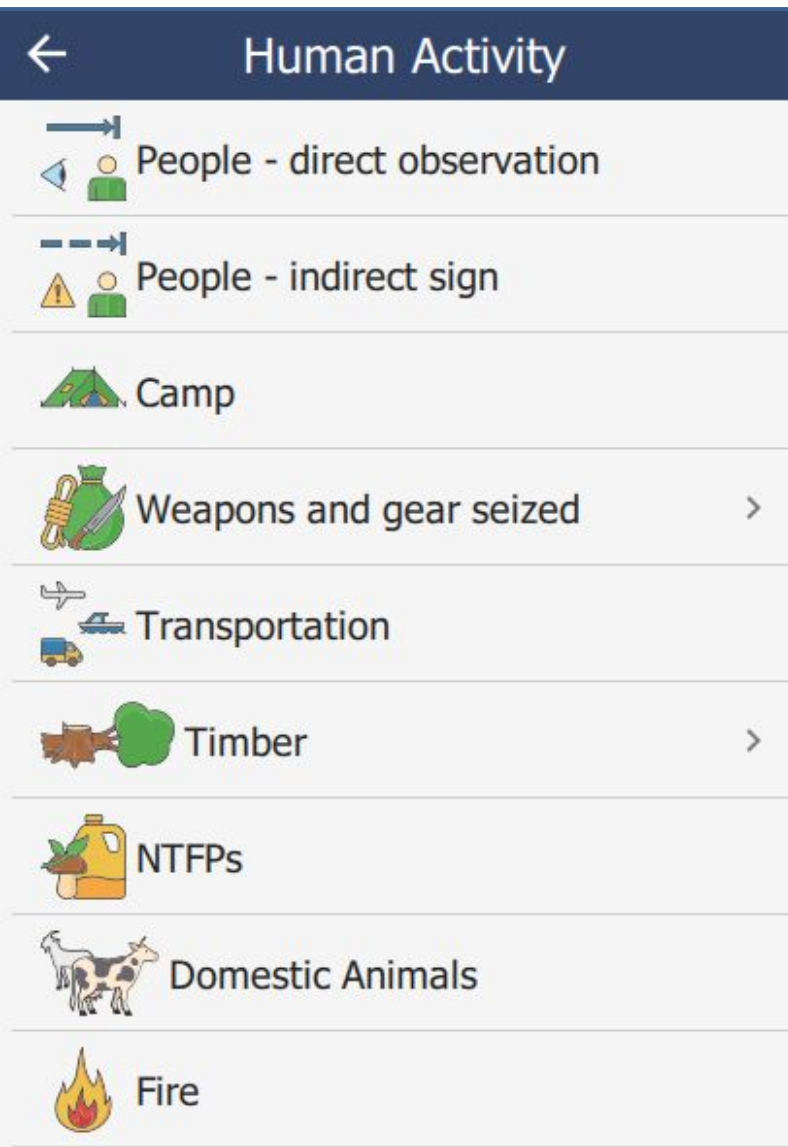 Human Activity
People - direct observation
People - indirect sign
Camp
Weapons and gear seized
Transportation
Timber
NTFPs
Domestic Animals
Fire